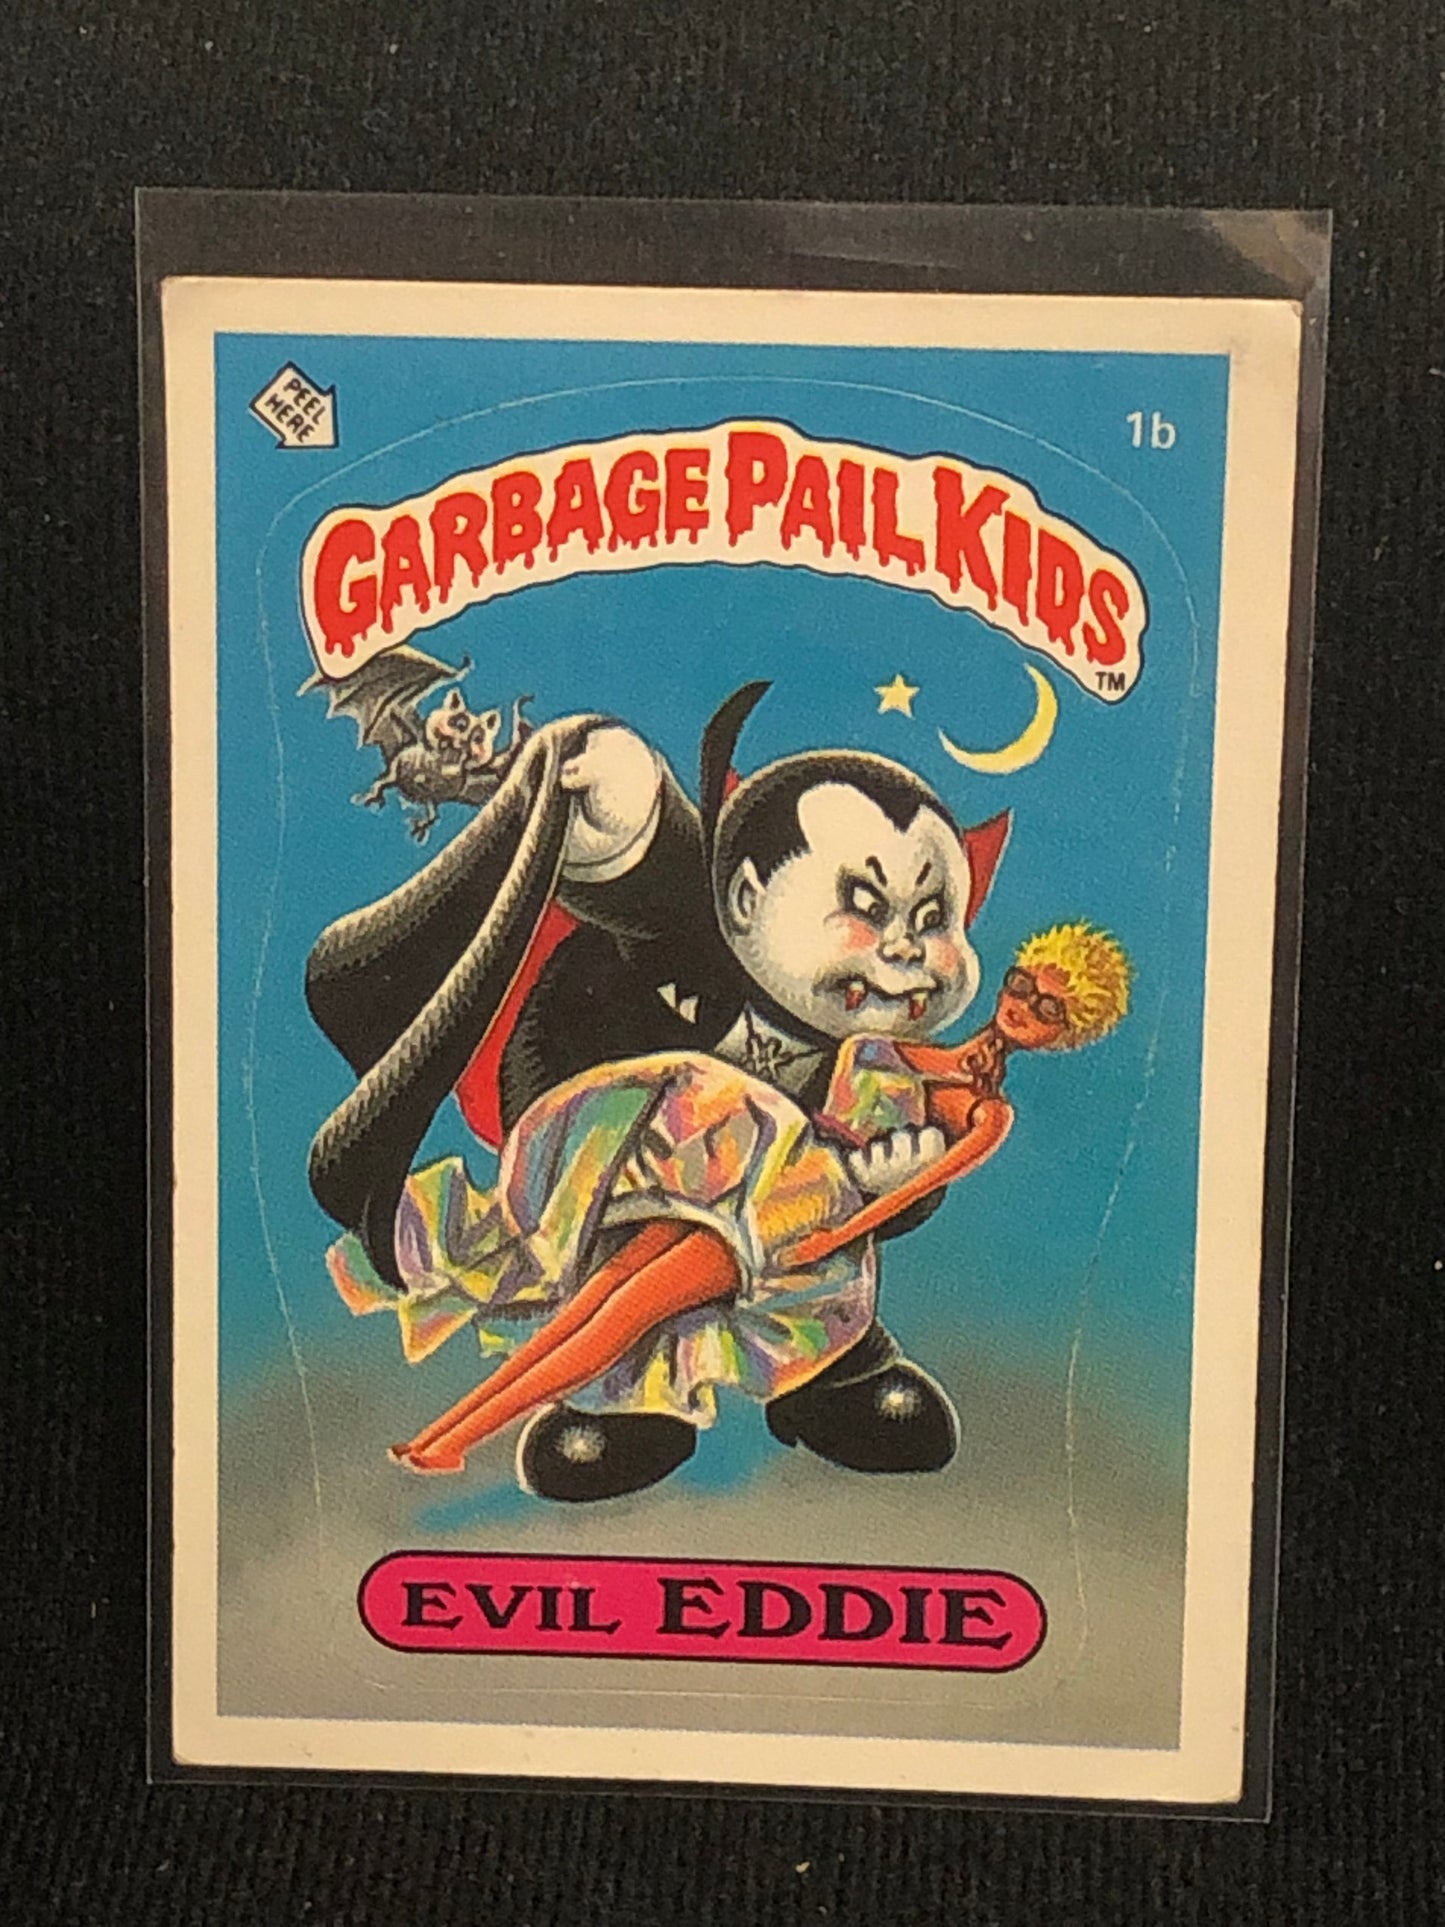 PEEL
HERE
1b
GARBAGE PAIL KIDS
TM
EVIL EDDIE